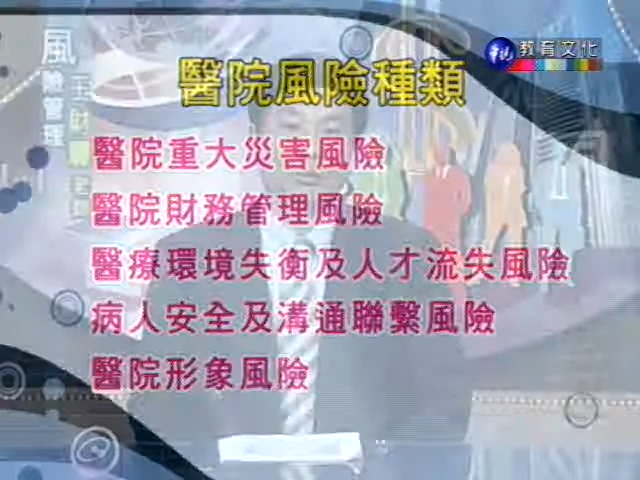 華視 教育文化
風險管理
醫院風險種類
醫院重大災害風險
醫院財務管理風險
醫療環境失衡及人才流失風險
病人安全及溝通聯繫風險
醫院形象風險